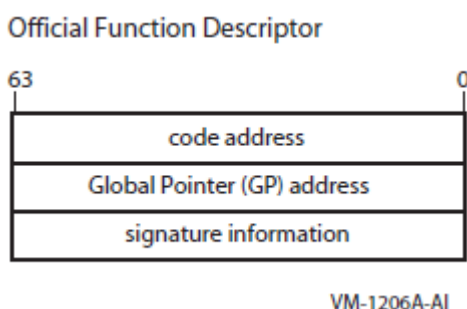 Official Function Descriptor
63 0
code address
Global Pointer (GP) address
signature information
VM-1206A-AI